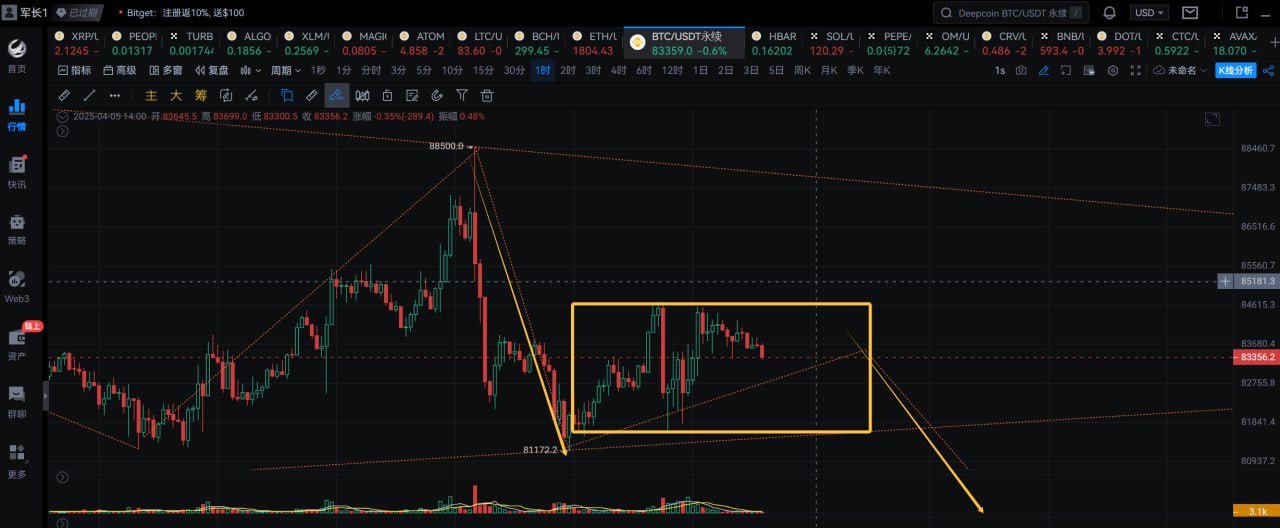 军长1 已过期 • Bitget: 注册返10%, 送$100 Deepcoin BTC/USDT 永续 / USD
XRP/U PEOPI TURB ALGO XLM/U MAGIC ATOM LTC/U BCH/I ETH/U BTC/USDT永续 HBAR SOL/U PEPE/ OM/U CRV/I BNB/I DOT/U CTC/U AVAX/
2.1245 - 0.01317 0.001744 0.1856 - 0.2569 - 0.0805 - 4.858 -2 83.60 -0 299.45 - 1804.43 83359.0 -0.6% 0.16202 120.29 - 0.0{5}72 6.2642 - 0.486 -2 593.4 -0 3.992 -1 0.5922 18.070 -
首页
指标 高级 多窗 复盘 周期 1秒 1分 分时 3分 5分 10分 15分 30分 1时 2时 3时 4时 6时 12时 1日 2日 3日 5日 周K 月K 季K 年K 1s 未命名 K线分析
主 大 筹
行情
2025-04-05 14:00 开83645.5 高 83699.0 低 83300.5 收 83356.2 涨幅 -0.35%(-289.4) 振幅 0.48%
88500.0
88460.7
快讯
87483.3
策略
86516.6
85560.7
85181.3
Web3
84615.3
链上
83680.4
资产
83356.2
82755.8
群聊
81841.4
81172.2
80937.2
更多
3.1k